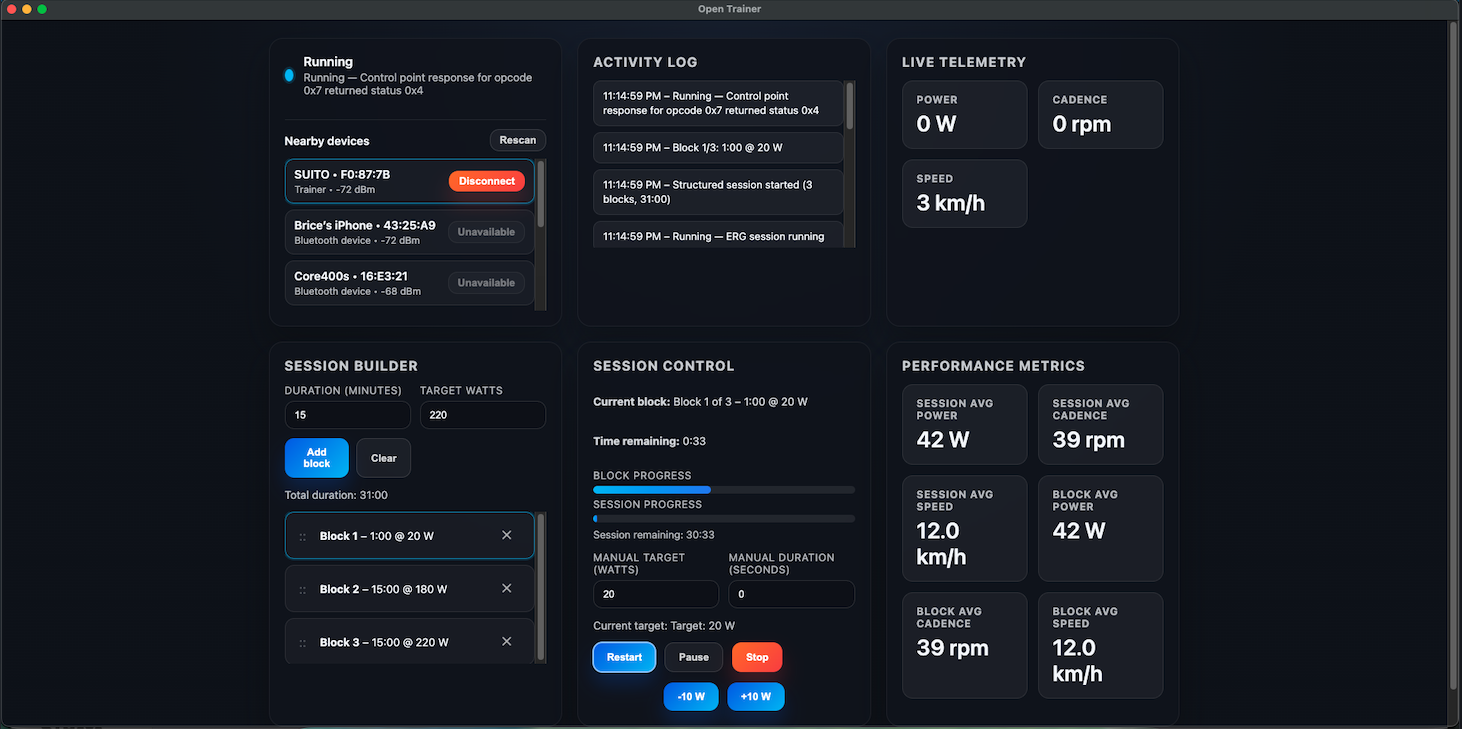 Open Trainer
Running
Running — Control point response for opcode
0x7 returned status 0x4
Nearby devices
Rescan
SUITO • F0:87:7B
Trainer • -72 dBm
Disconnect
Brice's iPhone • 43:25:A9
Bluetooth device • -72 dBm
Unavailable
Core400s • 16:E3:21
Bluetooth device • -68 dBm
Unavailable
ACTIVITY LOG
11:14:59 PM – Running — Control point
response for opcode 0x7 returned status 0x4
11:14:59 PM – Block 1/3: 1:00 @ 20 W
11:14:59 PM – Structured session started (3
blocks, 31:00)
11:14:59 PM – Running — ERG session running
LIVE TELEMETRY
POWER
0 W
CADENCE
0 rpm
SPEED
3 km/h
SESSION BUILDER
DURATION (MINUTES)
TARGET WATTS
15
220
Add
block
Clear
Total duration: 31:00
:: Block 1 – 1:00 @ 20 W ✕
:: Block 2 – 15:00 @ 180 W ✕
:: Block 3 – 15:00 @ 220 W ✕
SESSION CONTROL
Current block: Block 1 of 3 – 1:00 @ 20 W
Time remaining: 0:33
BLOCK PROGRESS
SESSION PROGRESS
Session remaining: 30:33
MANUAL TARGET
(WATTS)
MANUAL DURATION
(SECONDS)
20
0
Current target: Target: 20 W
Restart
Pause
Stop
-10 W
+10 W
PERFORMANCE METRICS
SESSION AVG
POWER
42 W
SESSION AVG
CADENCE
39 rpm
SESSION AVG
SPEED
12.0
km/h
BLOCK AVG
POWER
42 W
BLOCK AVG
CADENCE
39 rpm
BLOCK AVG
SPEED
12.0
km/h